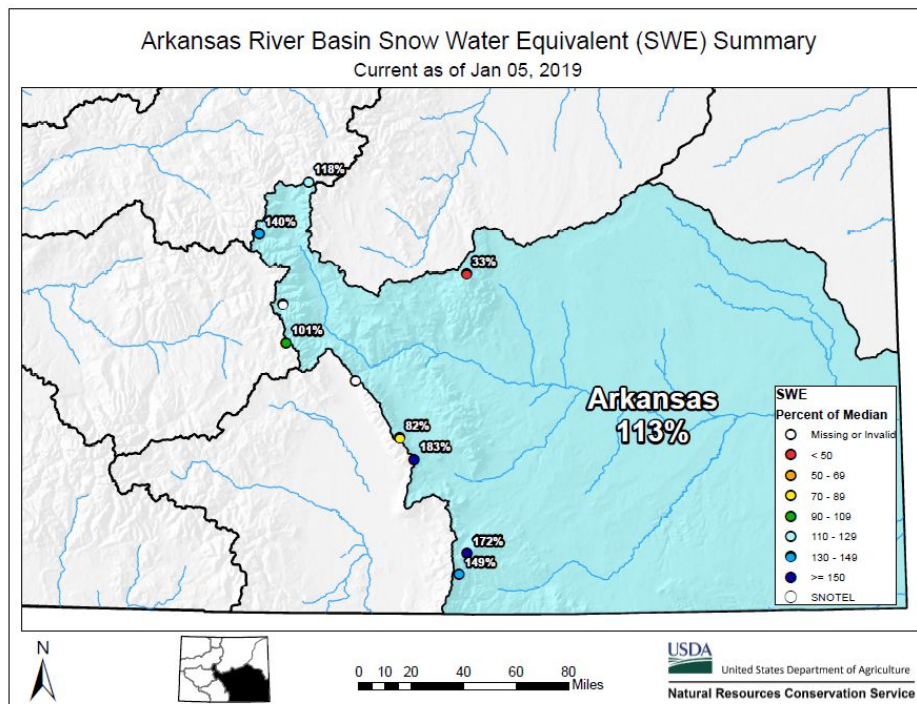 Arkansas River Basin Snow Water Equivalent (SWE) Summary
Current as of Jan 05, 2019
118%
140%
33%
101%
82%
183%
172%
149%
Arkansas
113%
SWE
Percent of Median
Missing or Invalid
< 50
50 - 69
70 - 89
90 - 109
110 - 129
130 - 149
>= 150
SNOTEL
N
0 5 10 20 40 60 80
Miles
USDA
United States Department of Agriculture
Natural Resources Conservation Service